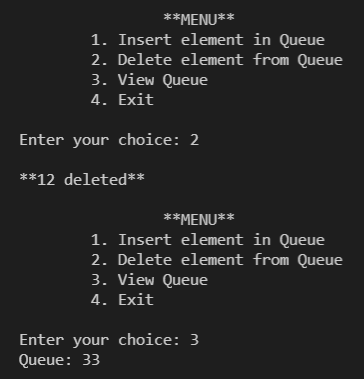 **MENU**
1. Insert element in Queue
2. Delete element from Queue
3. View Queue
4. Exit
Enter your choice: 2
**12 deleted**
**MENU**
1. Insert element in Queue
2. Delete element from Queue
3. View Queue
4. Exit
Enter your choice: 3
Queue: 33